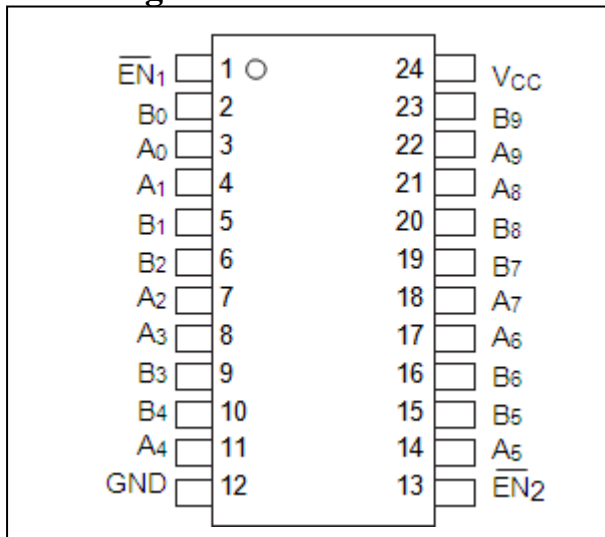 EN1 1 24 VCC
B0 2 23 B9
A0 3 22 A9
A1 4 21 A8
B1 5 20 B8
B2 6 19 B7
A2 7 18 A7
A3 8 17 A6
B3 9 16 B6
B4 10 15 B5
A4 11 14 A5
GND 12 13 EN2